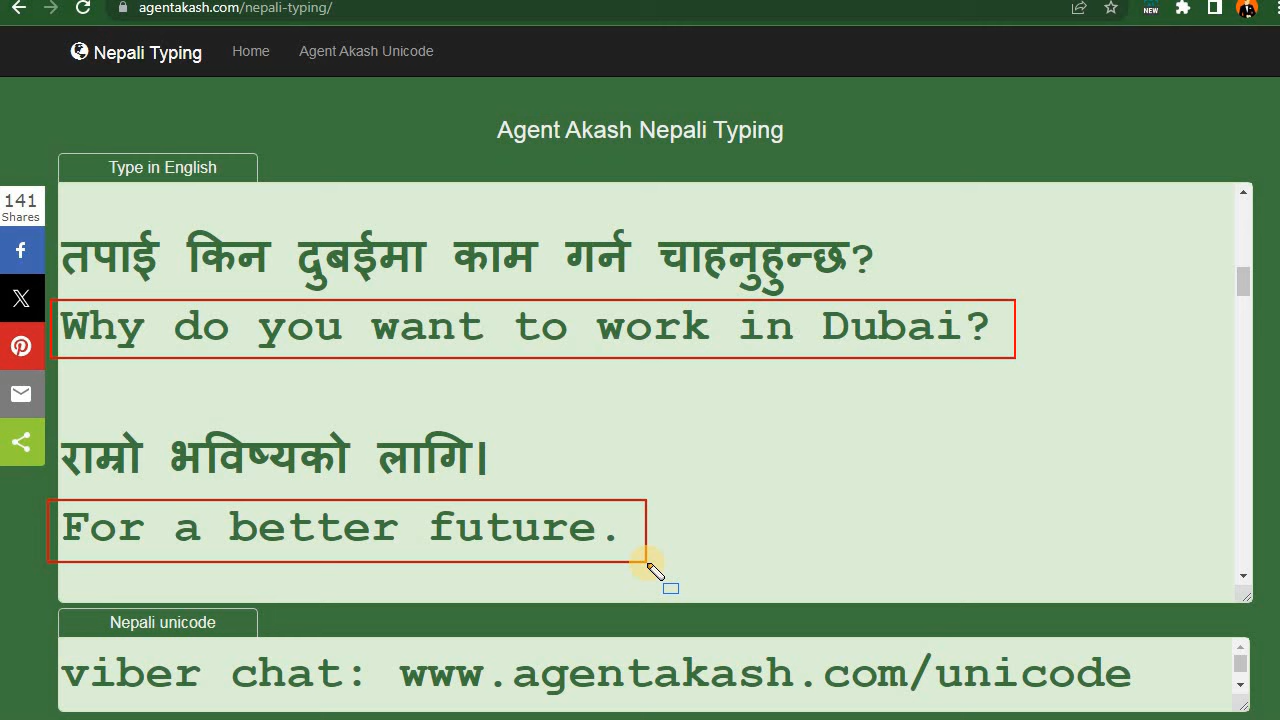 agentakash.com/nepali-typing/
NEW
Nepali Typing Home Agent Akash Unicode
Agent Akash Nepali Typing
Type in English
141
Shares
तपाई किन दुबईमा काम गर्न चाहनुहुन्छ?
Why do you want to work in Dubai?
राम्रो भविष्यको लागि।
For a better future.
Nepali unicode
viber chat: www.agentakash.com/unicode